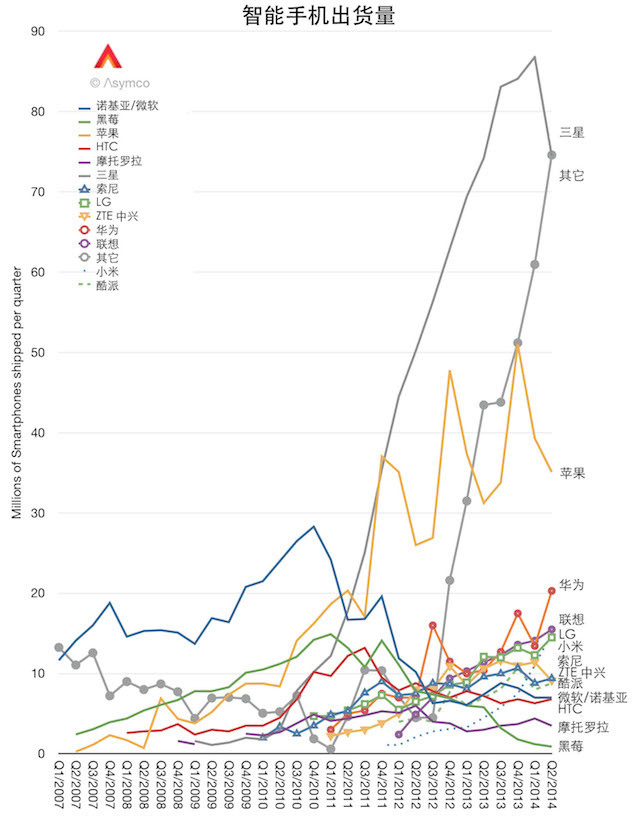 智能手机出货量
90
© Λsymco
诺基亚/微软
黑莓
苹果
HTC
摩托罗拉
三星
索尼
LG
ZTE 中兴
华为
联想
其它
小米
酷派
80
70
60
50
40
30
20
10
0
Millions of Smartphones shipped per quarter
三星
其它
苹果
华为
联想
LG
小米
索尼
ZTE 中兴
酷派
微软/诺基亚
HTC
摩托罗拉
黑莓
Q1/2007
Q2/2007
Q3/2007
Q4/2007
Q1/2008
Q2/2008
Q3/2008
Q4/2008
Q1/2009
Q2/2009
Q3/2009
Q4/2009
Q1/2010
Q2/2010
Q3/2010
Q4/2010
Q1/2011
Q2/2011
Q3/2011
Q4/2011
Q1/2012
Q2/2012
Q3/2012
Q4/2012
Q1/2013
Q2/2013
Q3/2013
Q4/2013
Q1/2014
Q2/2014